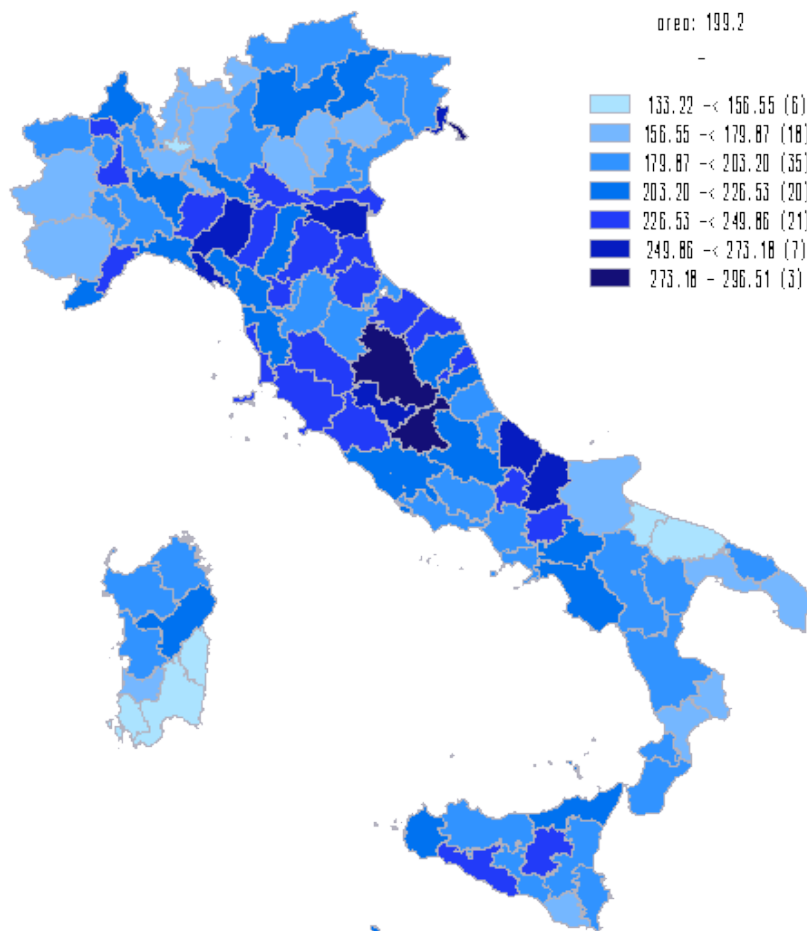 area: 199.2
-
133.22 -< 156.55 (6)
156.55 -< 179.87 (18)
179.87 -< 203.20 (35)
203.20 -< 226.53 (20)
226.53 -< 249.86 (21)
249.86 -< 273.18 (7)
273.18 - 296.51 (3)